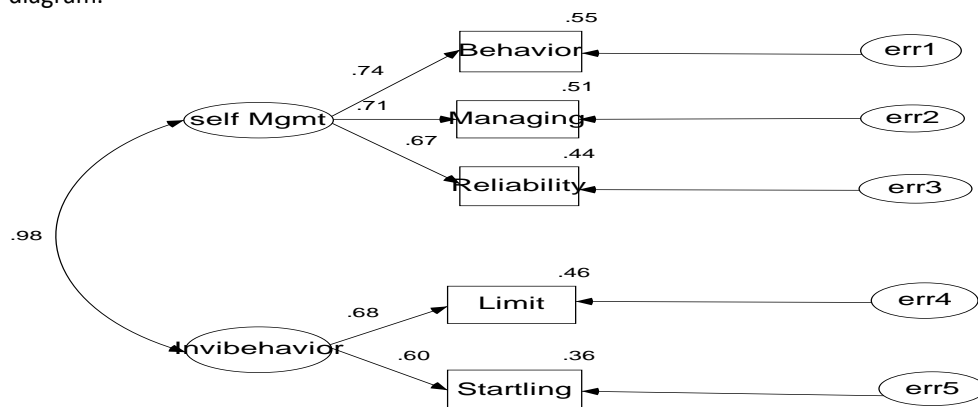 diagram.
.55
Behavior
err1
.74
.51
self Mgmt
.71
Managing
err2
.67
.44
Reliability
err3
.98
.46
Limit
err4
.68
Invibehavior
.60
.36
Startling
err5